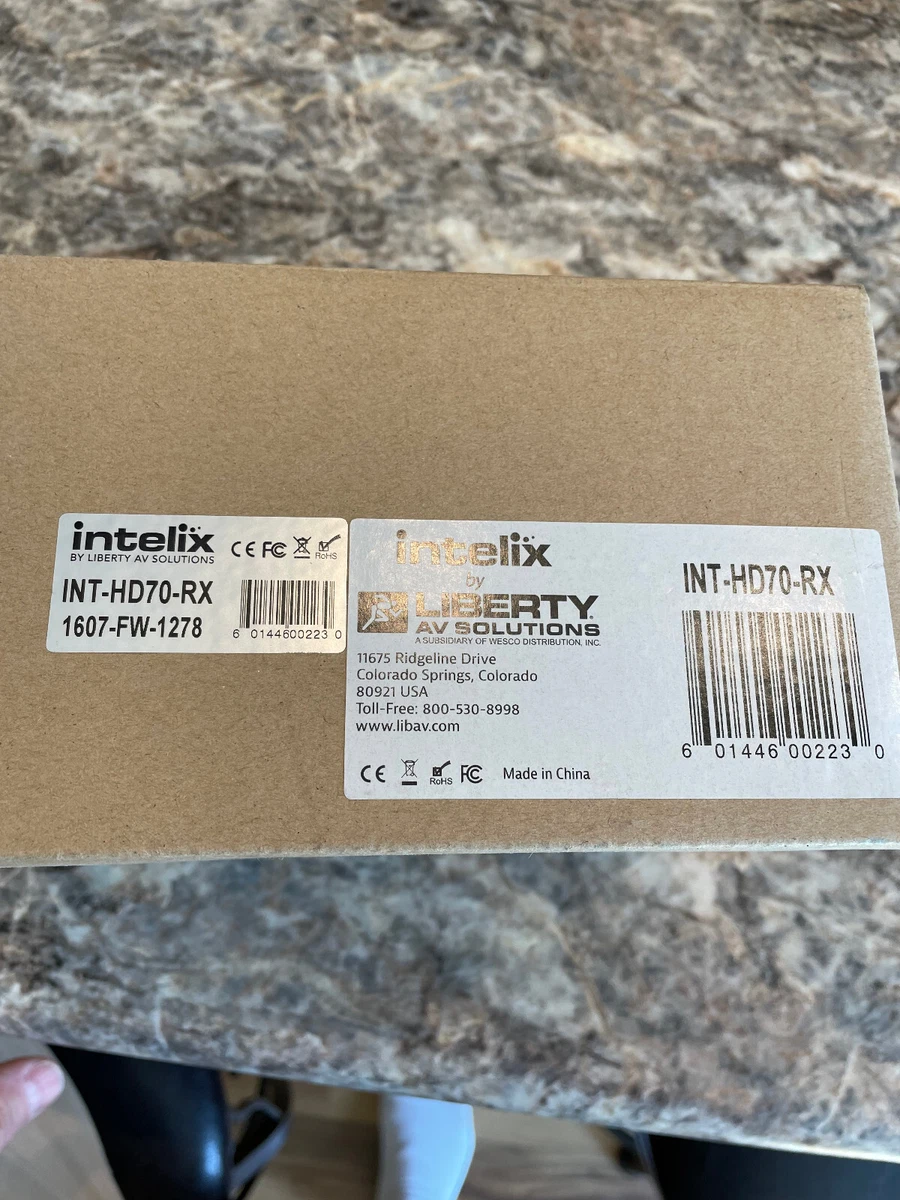 intelix
BY LIBERTY AV SOLUTIONS
CE FC RoHS
INT-HD70-RX
1607-FW-1278
6 0144600223 0
intelix
by
LIBERTY
AV SOLUTIONS
A SUBSIDIARY OF WESCO DISTRIBUTION, INC.
11675 Ridgeline Drive
Colorado Springs, Colorado
80921 USA
Toll-Free: 800-530-8998
www.libav.com
CE RoHS FC Made in China
INT-HD70-RX
6 01446 00223 0